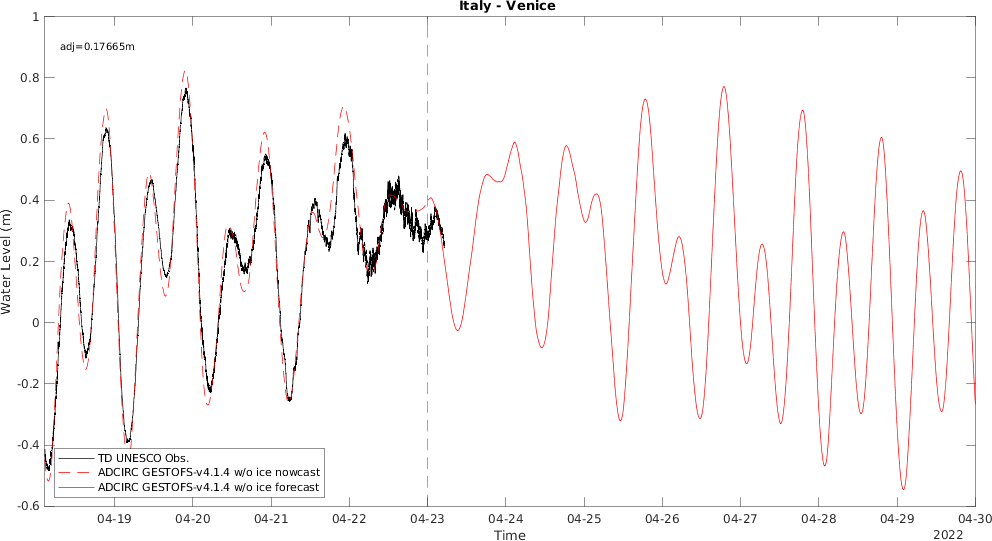 Italy - Venice
adj=0.17665m
1
0.8
0.6
0.4
0.2
0
-0.2
-0.4
-0.6
Water Level (m)
TD UNESCO Obs.
ADCIRC GESTOFS-v4.1.4 w/o ice nowcast
ADCIRC GESTOFS-v4.1.4 w/o ice forecast
04-19 04-20 04-21 04-22 04-23 04-24 04-25 04-26 04-27 04-28 04-29 04-30
Time
2022